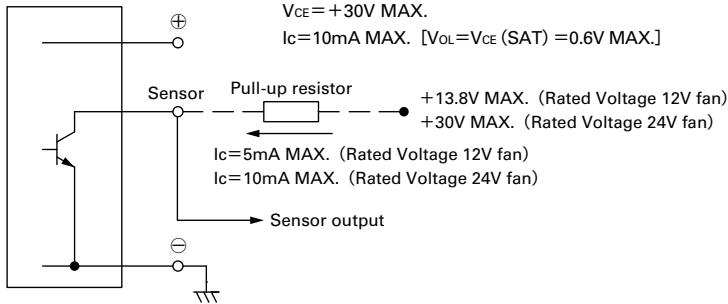 VCE=+30V MAX.
⊕
Ic=10mA MAX. [VOL=VCE (SAT) =0.6V MAX.]
Sensor
Pull-up resistor
+13.8V MAX. (Rated Voltage 12V fan)
+30V MAX. (Rated Voltage 24V fan)
Ic=5mA MAX. (Rated Voltage 12V fan)
Ic=10mA MAX. (Rated Voltage 24V fan)
Sensor output
⊖